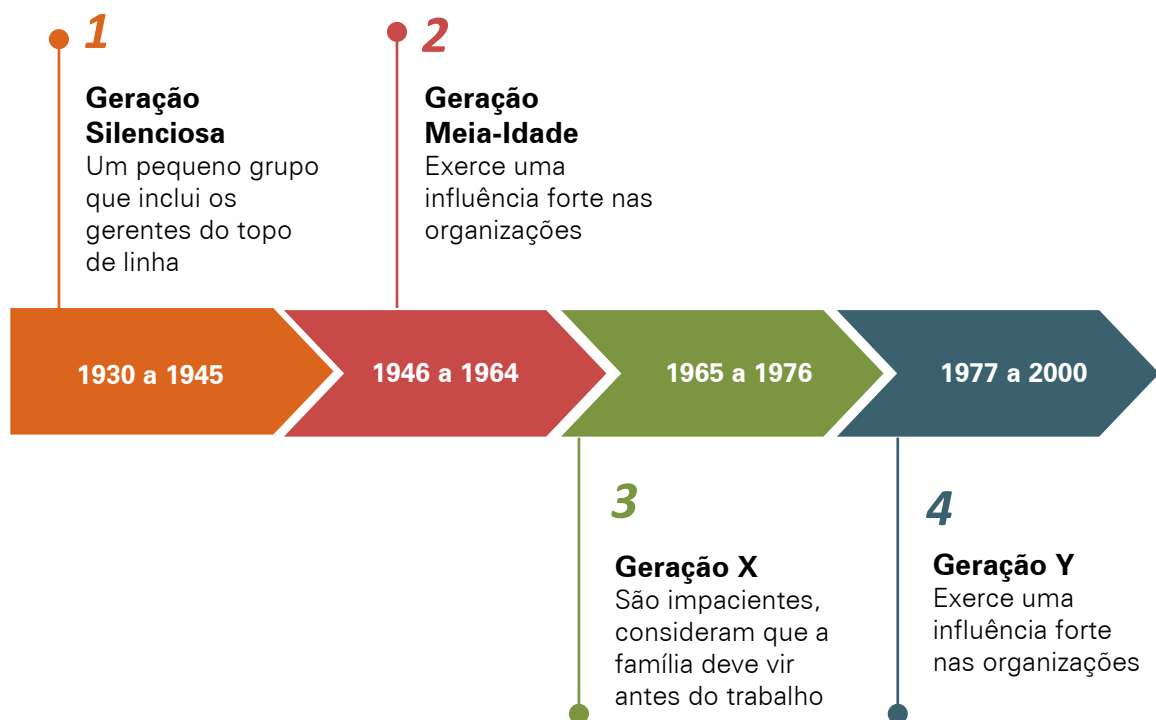 1
Geração
Silenciosa
Um pequeno grupo
que inclui os
gerentes do topo
de linha
2
Geração
Meia-Idade
Exerce uma
influência forte nas
organizações
1930 a 1945
1946 a 1964
1965 a 1976
1977 a 2000
3
Geração X
São impacientes,
consideram que a
família deve vir
antes do trabalho
4
Geração Y
Exerce uma
influência forte
nas organizações